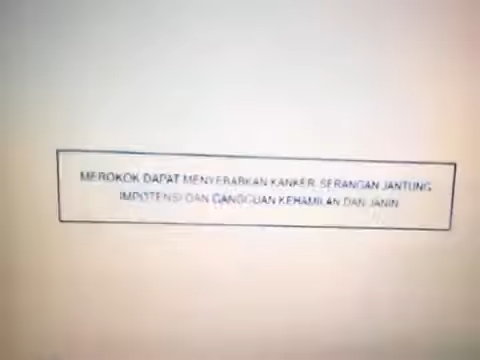 MEROKOK DAPAT MENYEBABKAN KANKER, SERANGAN JANTUNG
IMPOTENSI DAN GANGGUAN KEHAMILAN DAN JANIN